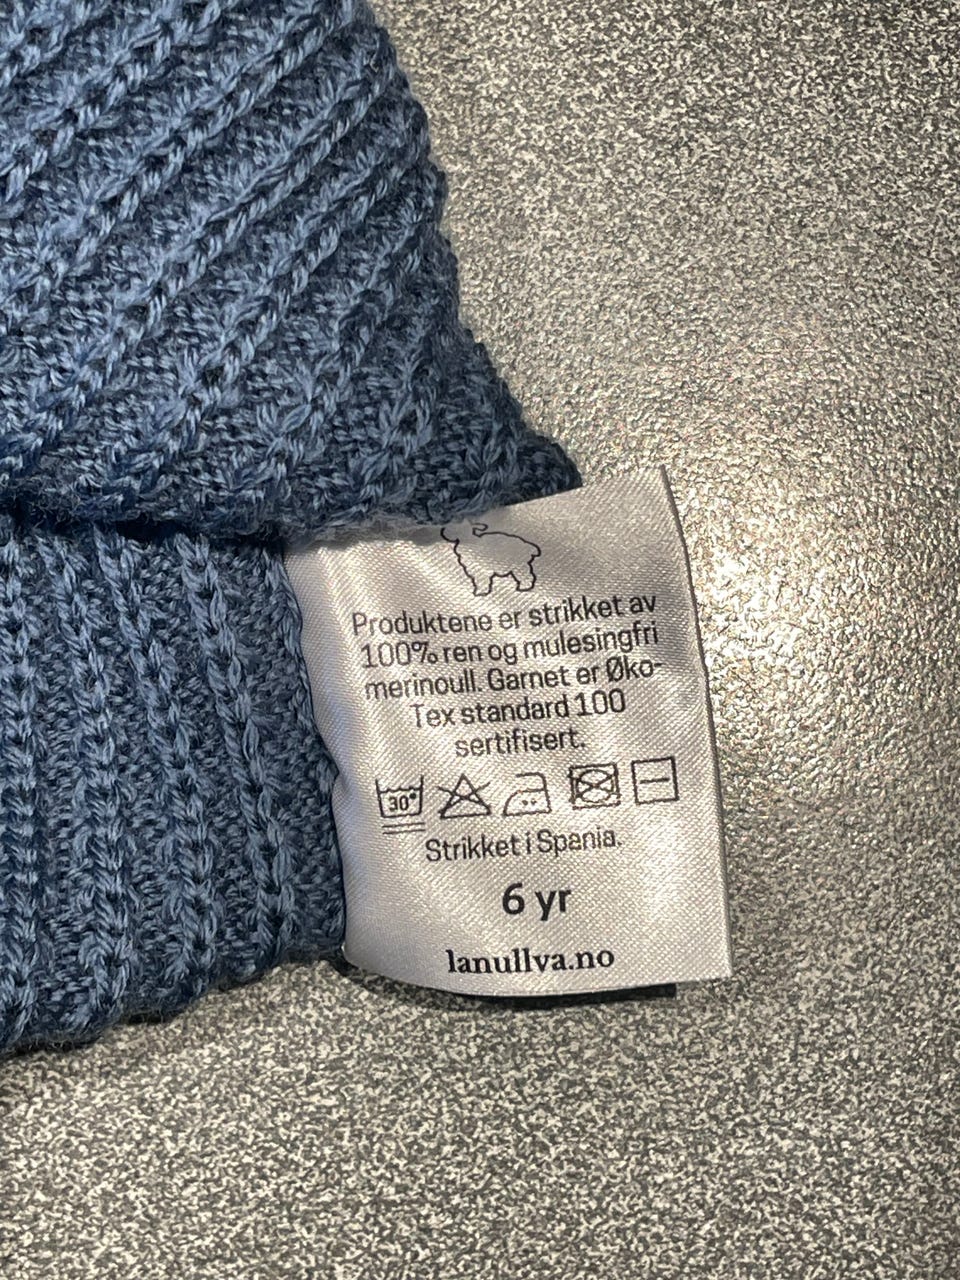 Produktene er strikket av
100% ren og mulesingfri
merinoull. Garnet er Øko-
Tex standard 100
sertifisert.
30°
Strikket i Spania.
6 yr
lanullva.no